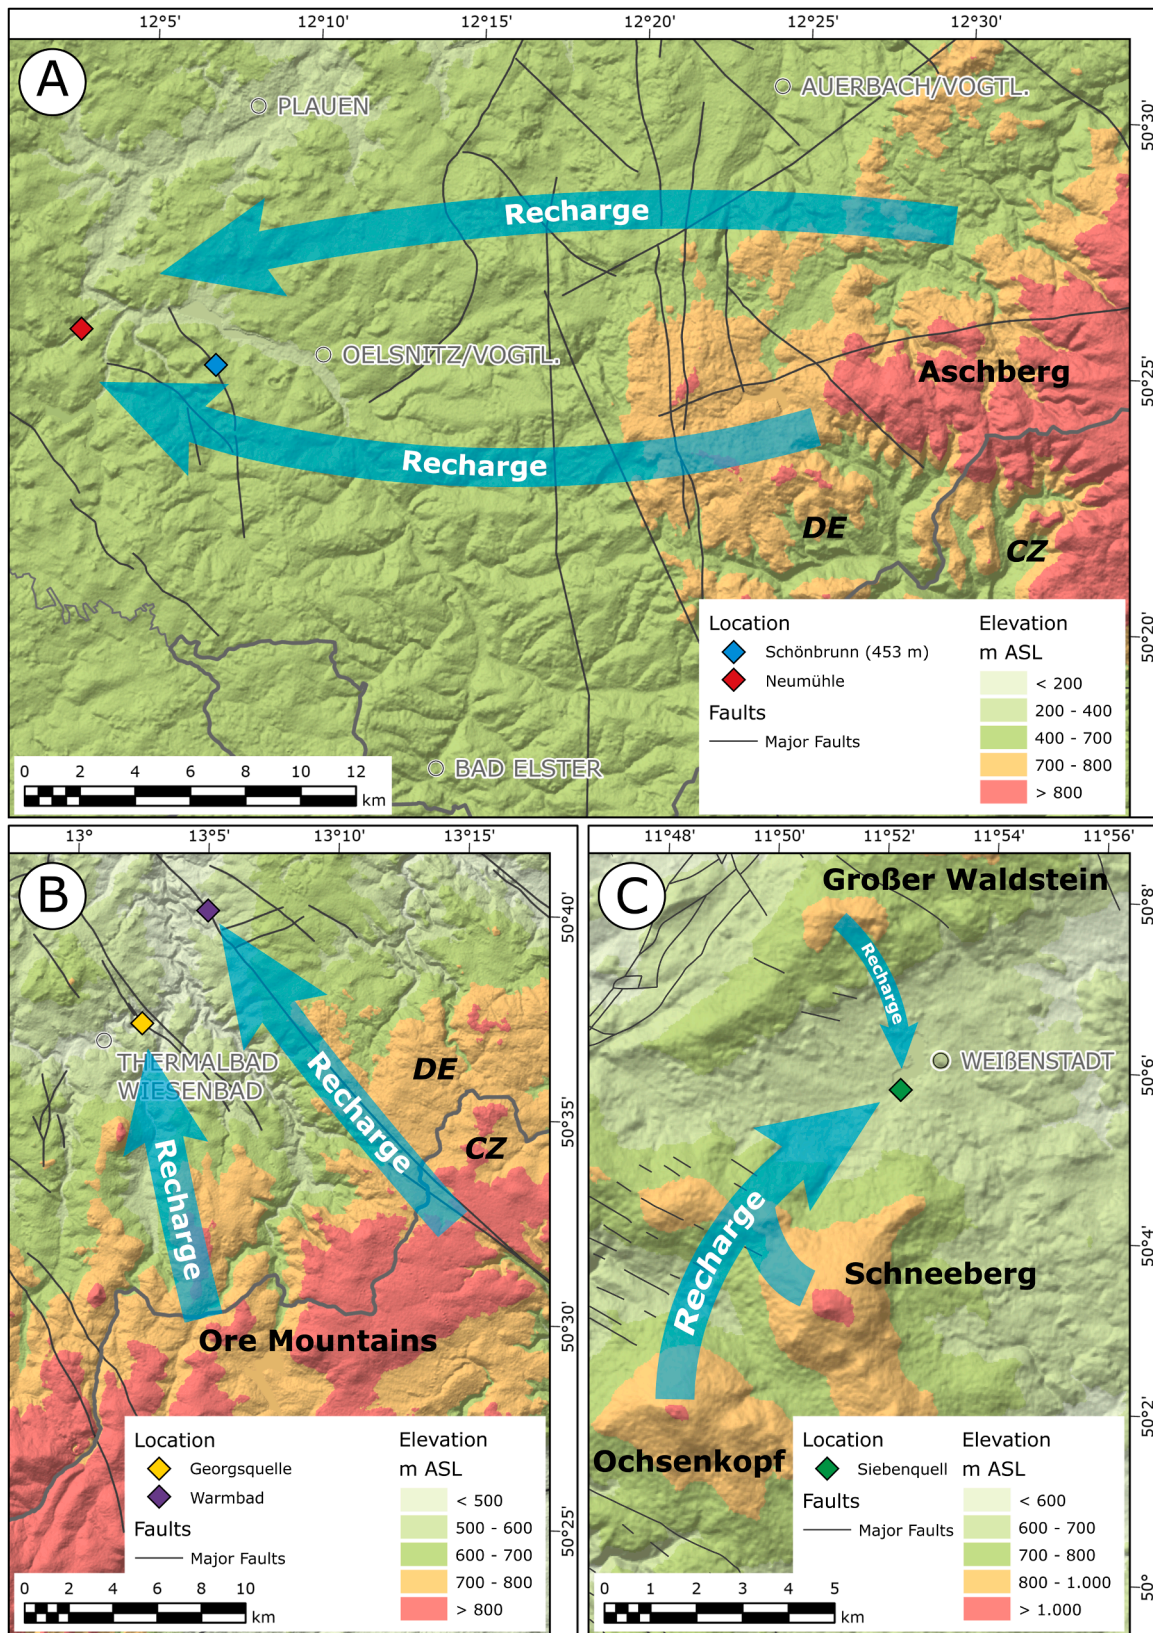 12°5' 12°10' 12°15' 12°20' 12°25' 12°30'
A
PLAUEN
AUERBACH/VOGTL.
50°30'
Recharge
OELSNITZ/VOGTL.
Aschberg
50°25'
Recharge
DE
CZ
50°20'
Location
Schönbrunn (453 m)
Neumühle
Faults
Major Faults
Elevation
m ASL
< 200
200 - 400
400 - 700
700 - 800
> 800
BAD ELSTER
0 2 4 6 8 10 12
km
13° 13°5' 13°10' 13°15'
B
50°40'
THERMALBAD
WIESENBAD
DE
Recharge
CZ
50°35'
Recharge
50°30'
Ore Mountains
Location
Georgsquelle
Warmbad
Faults
Major Faults
Elevation
m ASL
< 500
500 - 600
600 - 700
700 - 800
> 800
50°25'
0 2 4 6 8 10
km
11°48' 11°50' 11°52' 11°54' 11°56'
C
Großer Waldstein
50°8'
Recharge
WEIßENSTADT
50°6'
Recharge
50°4'
Schneeberg
50°2'
Ochsenkopf
Location
Siebenquell
Faults
Major Faults
Elevation
m ASL
< 600
600 - 700
700 - 800
800 - 1.000
> 1.000
50°
0 1 2 3 4 5
km